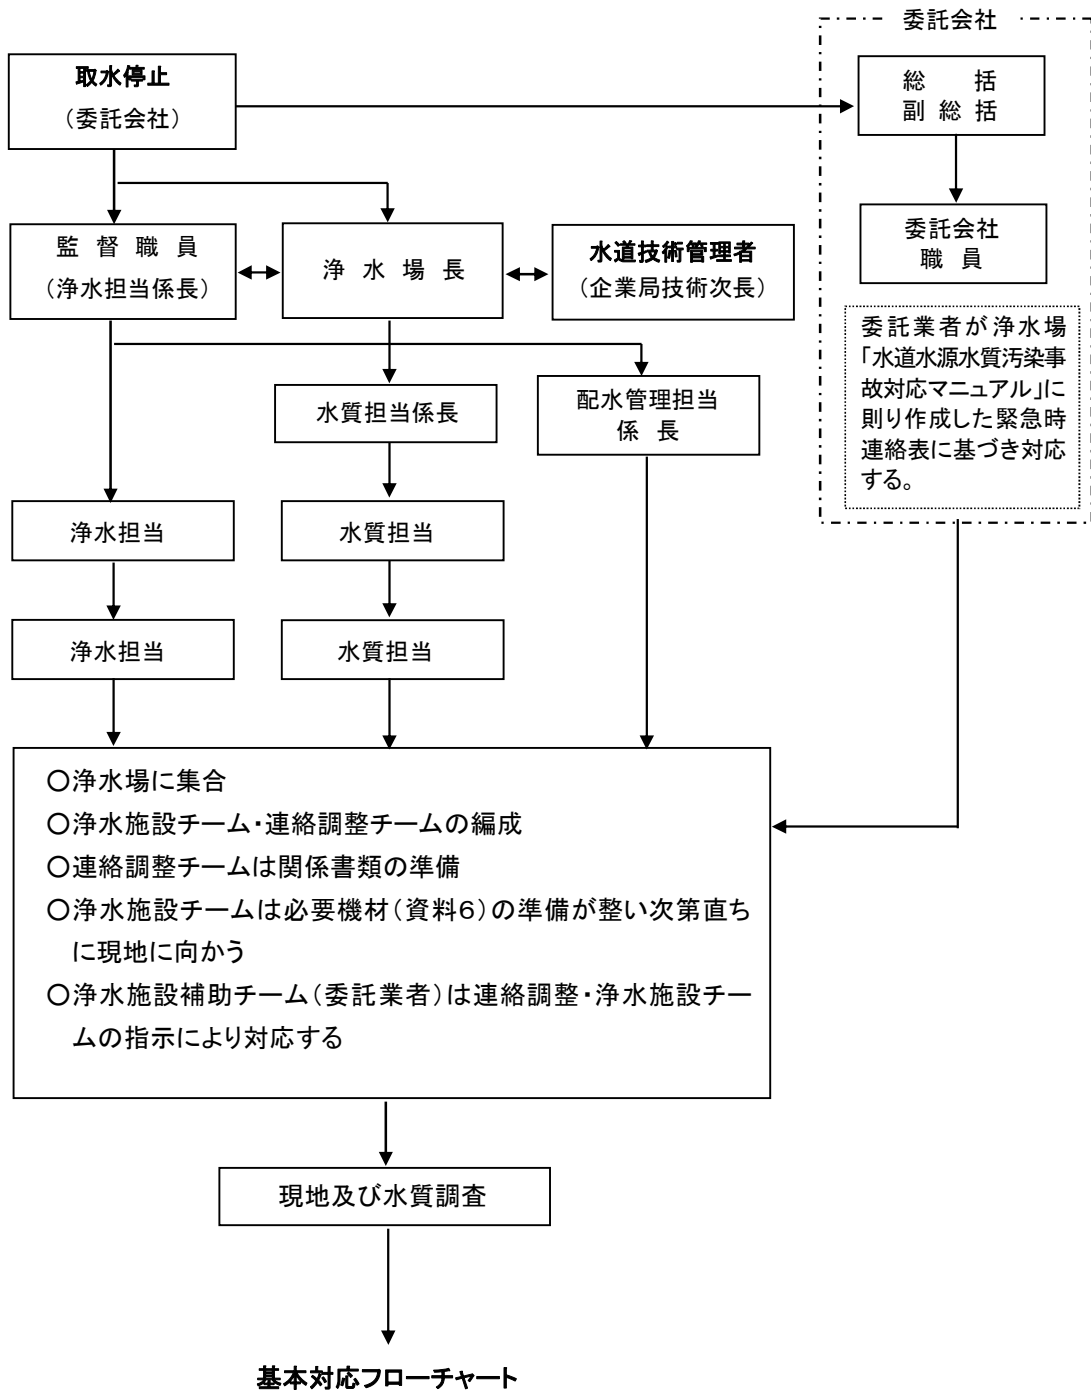 委託会社
取水停止
（委託会社）
総　　括
副 総 括
監 督 職 員
（浄水担当係長）
浄 水 場 長
水道技術管理者
（企業局技術次長）
委託会社
職 員
委託業者が浄水場
「水道水源水質汚染事
故対応マニュアル」に
則り作成した緊急時
連絡表に基づき対応
する。
水質担当係長
配水管理担当
係 長
浄水担当
水質担当
浄水担当
水質担当
○浄水場に集合
○浄水施設チーム・連絡調整チームの編成
○連絡調整チームは関係書類の準備
○浄水施設チームは必要機材（資料６）の準備が整い次第直ち
に現地に向かう
○浄水施設補助チーム（委託業者）は連絡調整・浄水施設チー
ムの指示により対応する
現地及び水質調査
基本対応フローチャート